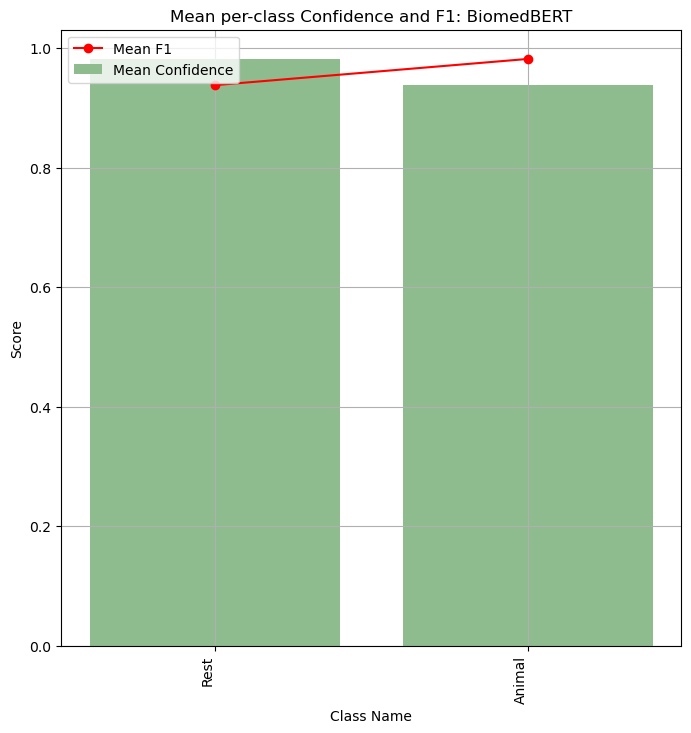 Mean per-class Confidence and F1: BiomedBERT
Mean F1
Mean Confidence
1.0
0.8
0.6
0.4
0.2
0.0
Score
Rest
Animal
Class Name